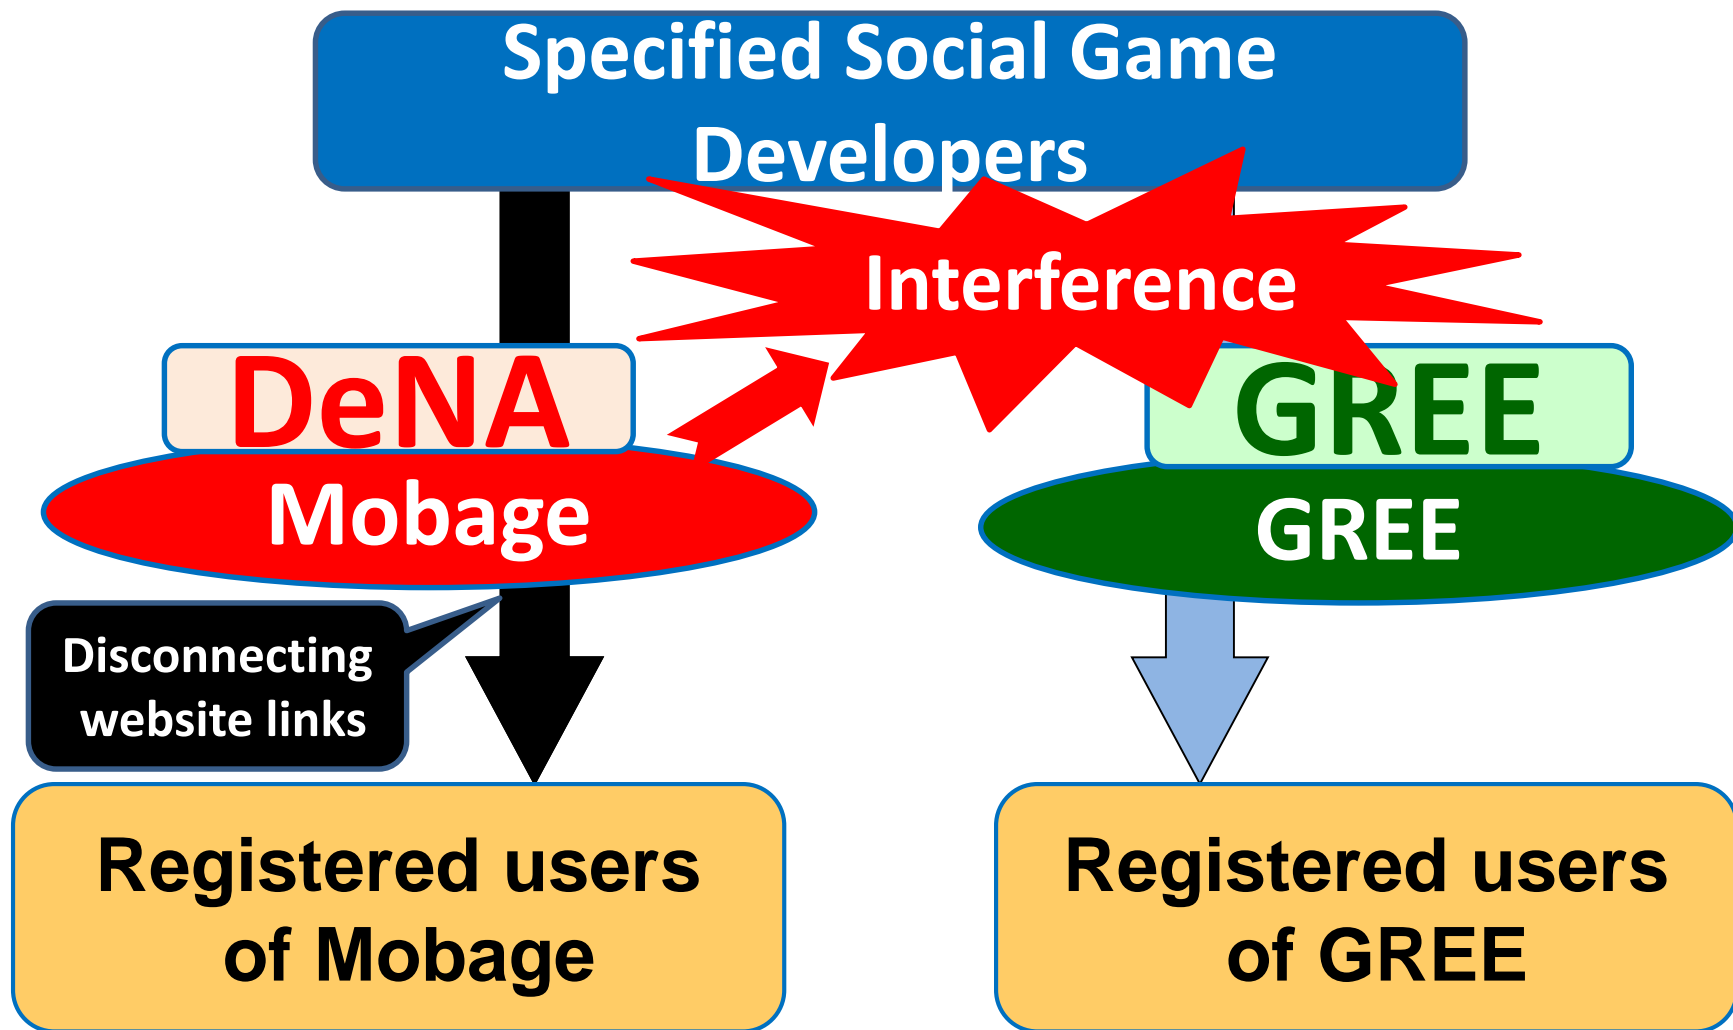 Specified Social Game
Developers
Interference
DeNA
GREE
Mobage
GREE
Disconnecting
website links
Registered users
of Mobage
Registered users
of GREE